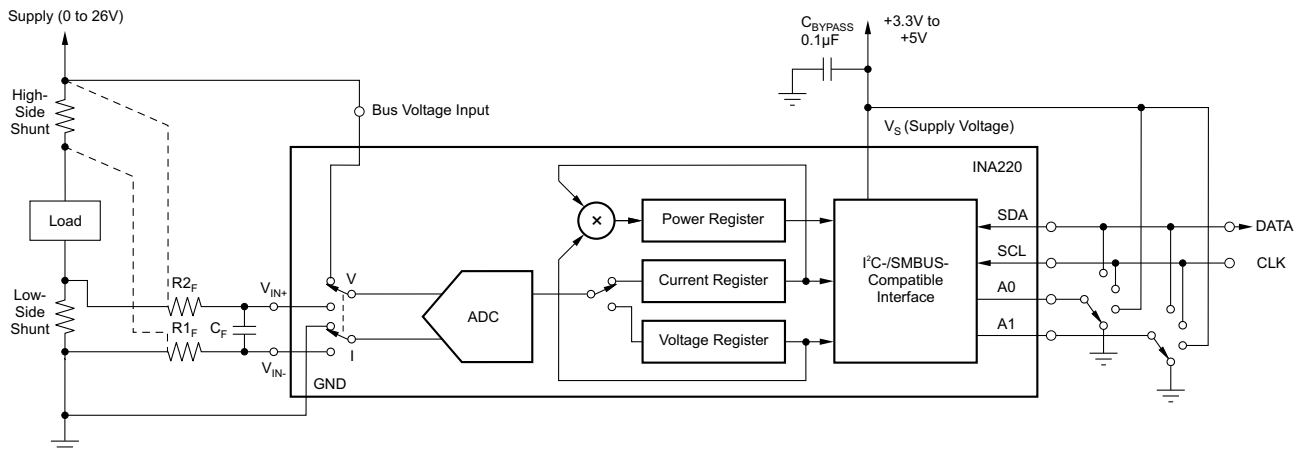 Supply (0 to 26V)
C_BYPASS
0.1µF
+3.3V to
+5V
High-
Side
Shunt
Bus Voltage Input
V_S (Supply Voltage)
INA220
Load
×
Power Register
SDA
DATA
I²C-/SMBUS-
Compatible
Interface
SCL
CLK
R2_F
V_IN+
V
ADC
Current Register
A0
Low-
Side
Shunt
R1_F
C_F
V_IN-
I
Voltage Register
A1
GND